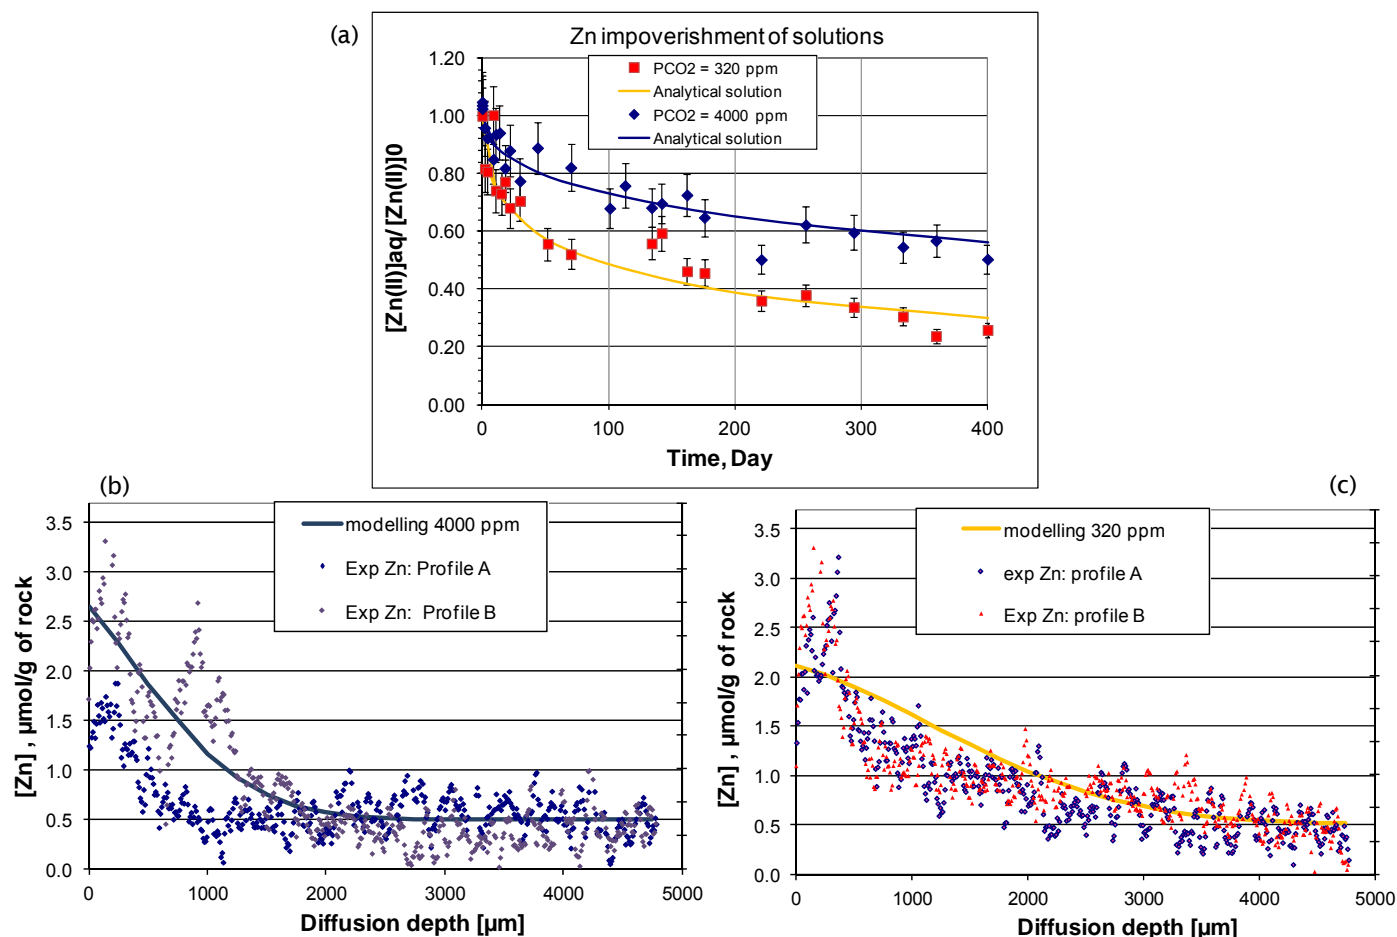 (a)
Zn impoverishment of solutions
PCO2 = 320 ppm
Analytical solution
PCO2 = 4000 ppm
Analytical solution
[Zn(II)]aq/ [Zn(II)]0
1.20
1.00
0.80
0.60
0.40
0.20
0.00
0 100 200 300 400
Time, Day
(b)
modelling 4000 ppm
Exp Zn: Profile A
Exp Zn: Profile B
[Zn] , µmol/g of rock
3.5
3.0
2.5
2.0
1.5
1.0
0.5
0.0
0 1000 2000 3000 4000 5000
Diffusion depth [µm]
(c)
modelling 320 ppm
exp Zn: profile A
Exp Zn: profile B
[Zn] , µmol/g of rock
3.5
3.0
2.5
2.0
1.5
1.0
0.5
0.0
0 1000 2000 3000 4000 5000
Diffusion depth [µm]